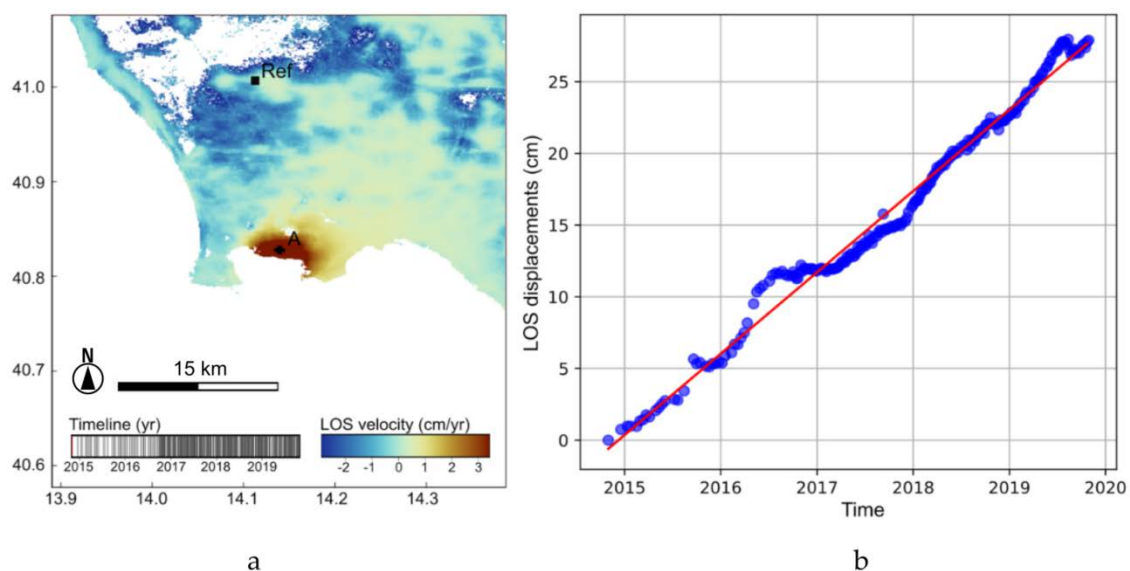 41.0
40.9
40.8
40.7
40.6
Ref
A
N
15 km
Timeline (yr)
2015 2016 2017 2018 2019
LOS velocity (cm/yr)
-2 -1 0 1 2 3
13.9 14.0 14.1 14.2 14.3
a
LOS displacements (cm)
25
20
15
10
5
0
2015 2016 2017 2018 2019 2020
Time
b